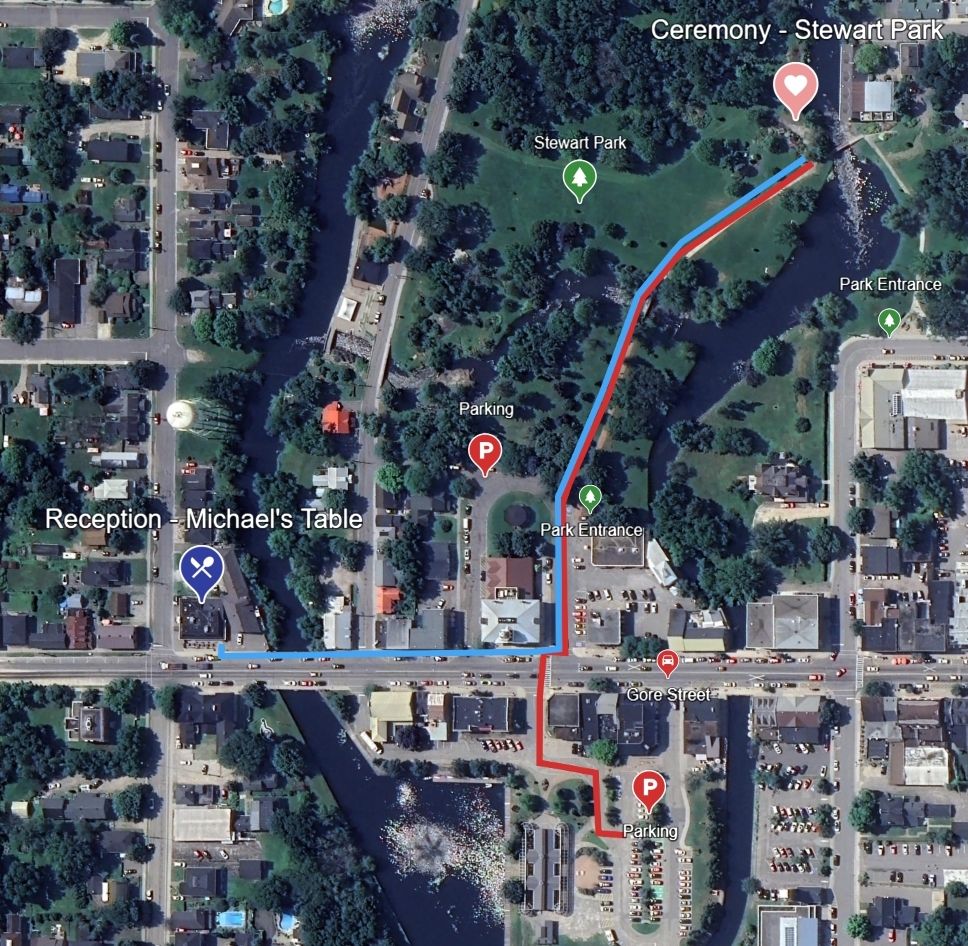 Ceremony - Stewart Park
Stewart Park
Park Entrance
Parking
P
Reception - Michael's Table
Park Entrance
Gore Street
P
Parking